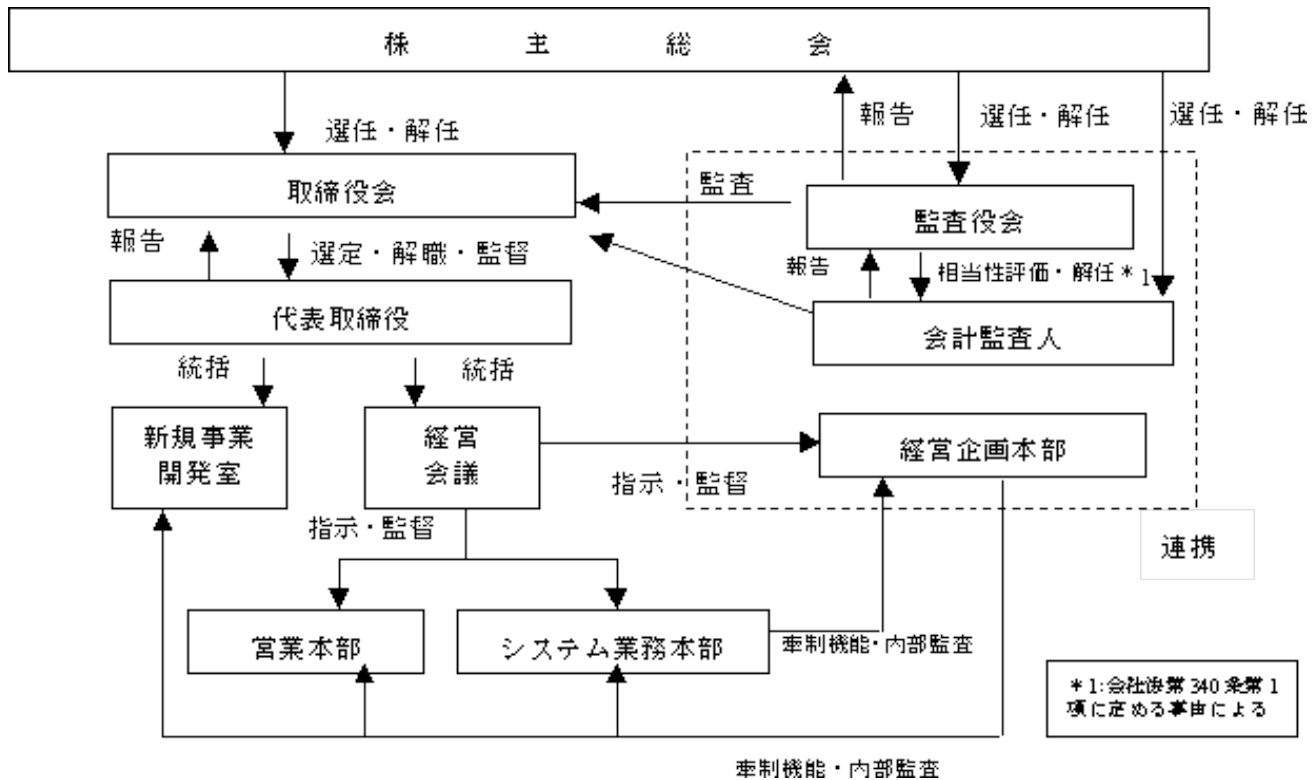 株主総会
報告
選任・解任
選任・解任
選任・解任
取締役会
監査
監査役会
報告
選定・解職・監督
報告
相当性評価・解任*1
代表取締役
会計監査人
統括
統括
新規事業
開発室
経営
会議
経営企画本部
指示・監督
指示・監督
連携
営業本部
システム業務本部
牽制機能・内部監査
*1:会社法第340条第1
項に定める事由による
牽制機能・内部監査